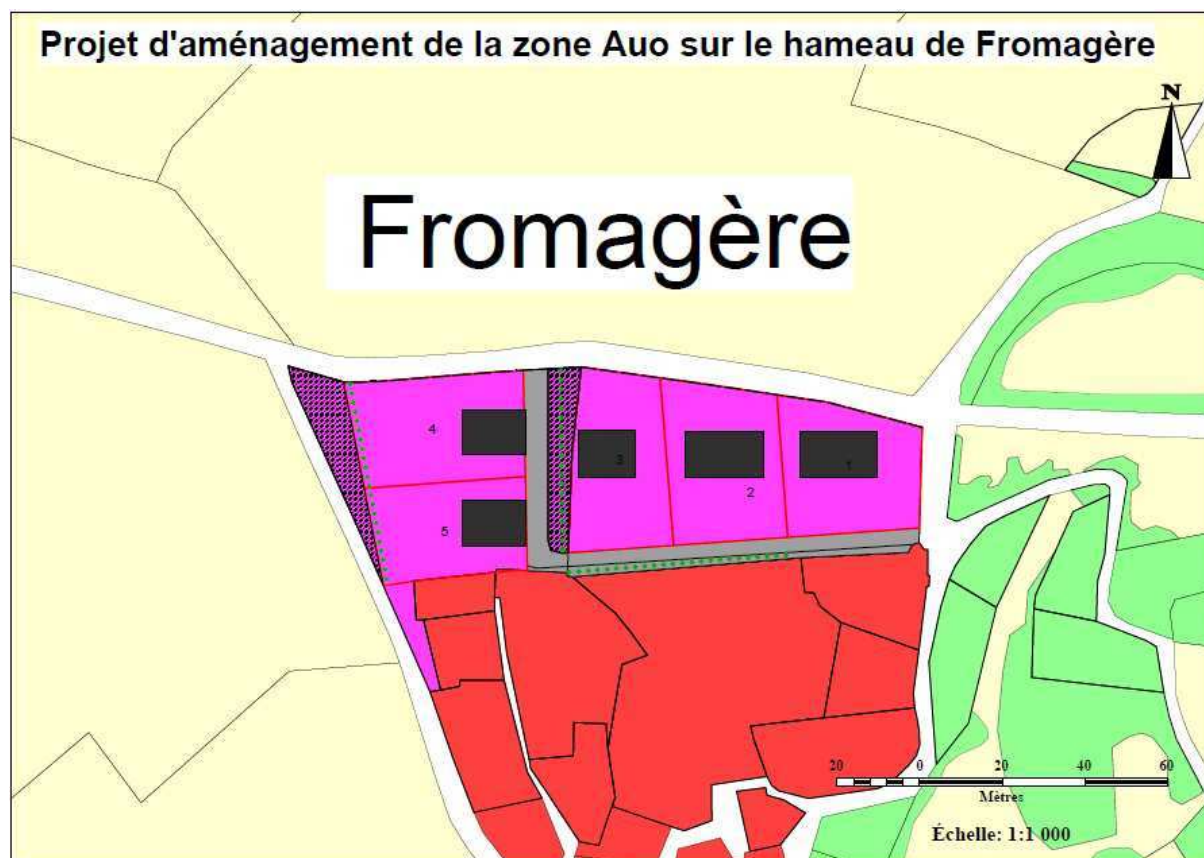 Projet d'aménagement de la zone Auo sur le hameau de Fromagère
N
Fromagère
4
3
1
2
5
20 0 20 40 60
Mètres
Échelle: 1:1 000